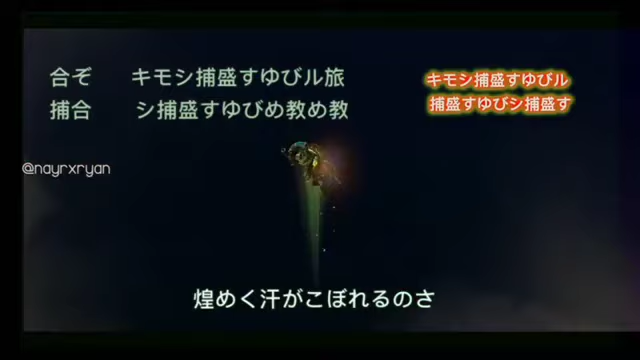 合ぞ キモシ捕盛すゆびル旅
捕合 シ捕盛すゆびめ教め教
キモシ捕盛すゆびル
捕盛すゆびシ捕盛す
@nayrxryan
煌めく汗がこぼれるのさ